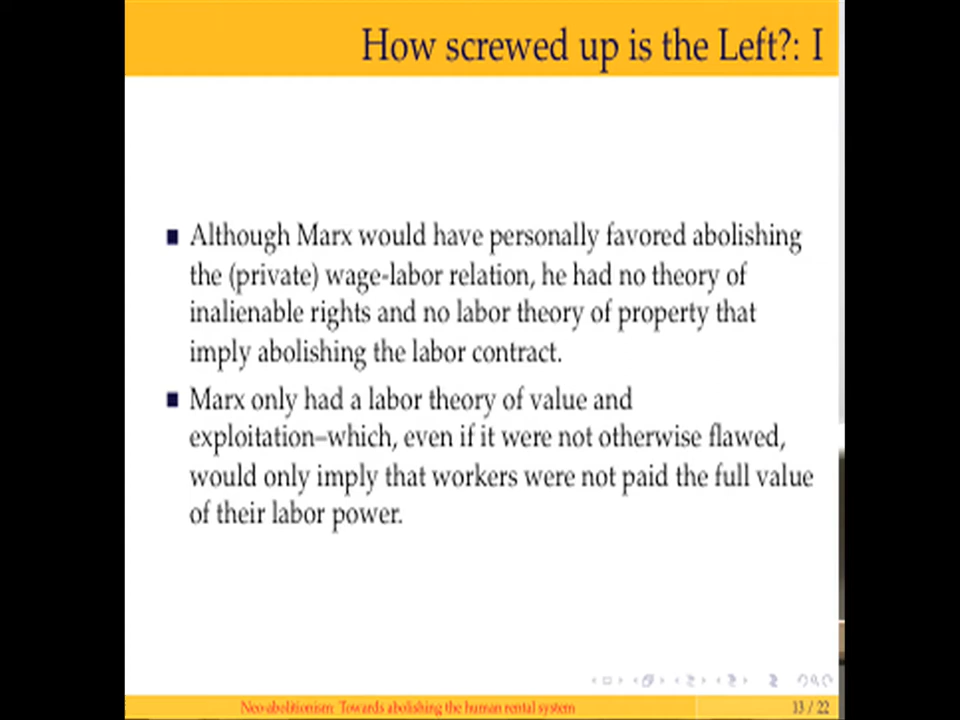 How screwed up is the Left?: I
Although Marx would have personally favored abolishing
the (private) wage-labor relation, he had no theory of
inalienable rights and no labor theory of property that
imply abolishing the labor contract.
Marx only had a labor theory of value and
exploitation–which, even if it were not otherwise flawed,
would only imply that workers were not paid the full value
of their labor power.
Neo-abolitionism: Towards abolishing the human rental system
13 / 22